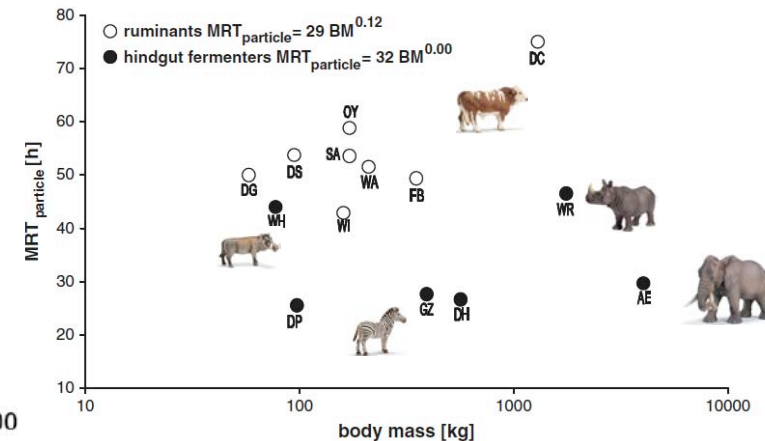 80
○ ruminants MRTparticle= 29 BM0.12
● hindgut fermenters MRTparticle= 32 BM0.00
70
60
50
40
30
20
10
MRT particle [h]
DC
OY
SA
DS
WA
DG
FB
WH
WI
WR
DP
GZ
DH
AE
10
100
1000
10000
body mass [kg]
00